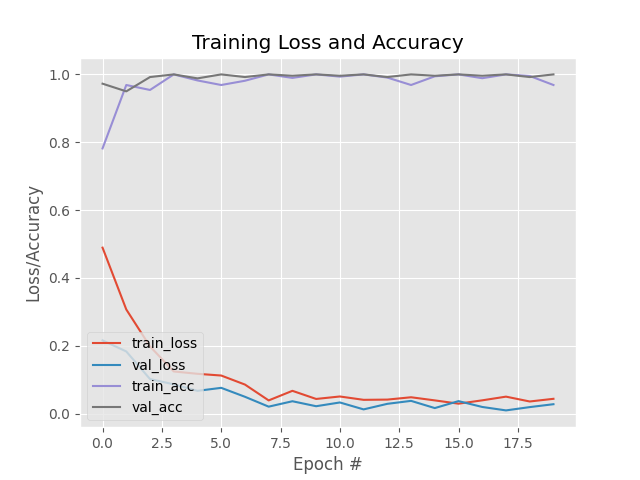 Training Loss and Accuracy
1.0
0.8
0.6
0.4
0.2
0.0
Loss/Accuracy
train_loss
val_loss
train_acc
val_acc
0.0 2.5 5.0 7.5 10.0 12.5 15.0 17.5
Epoch #